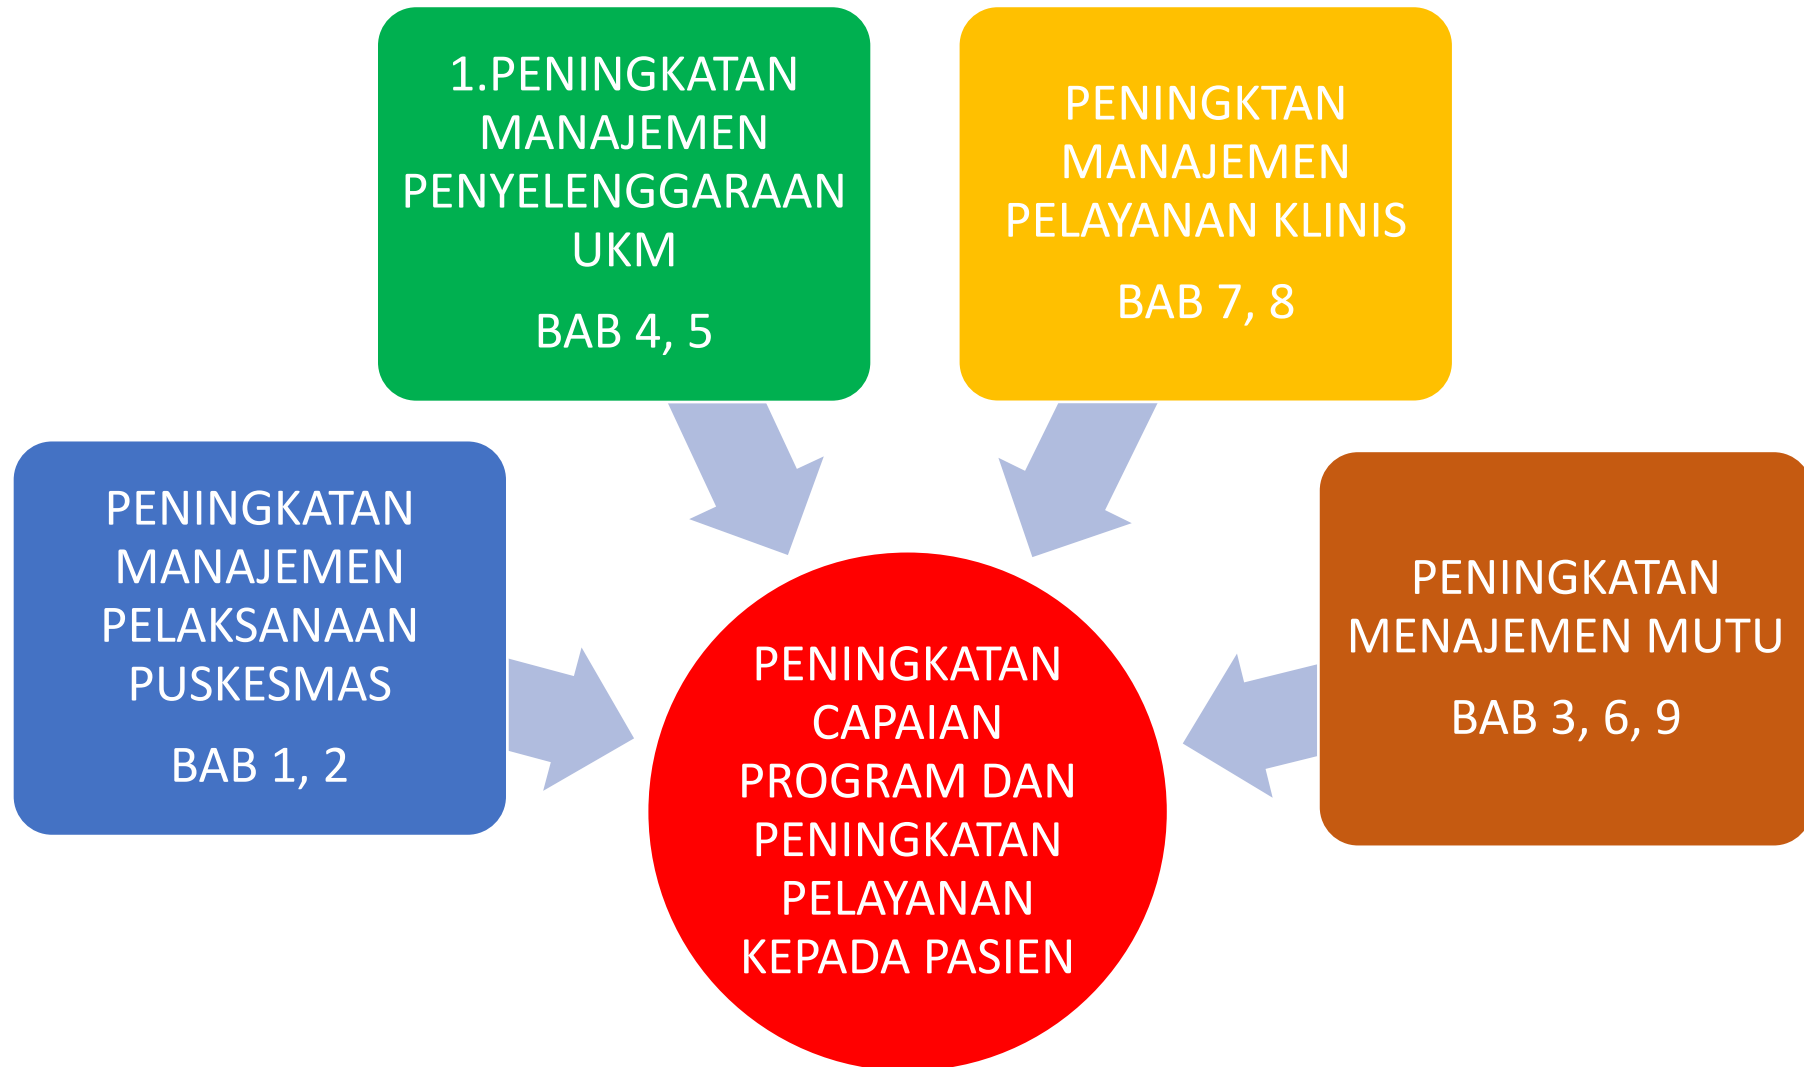 1.PENINGKATAN
MANAJEMEN
PENYELENGGARAAN
UKM
BAB 4, 5
PENINGKTAN
MANAJEMEN
PELAYANAN KLINIS
BAB 7, 8
PENINGKATAN
MANAJEMEN
PELAKSANAAN
PUSKESMAS
BAB 1, 2
PENINGKATAN
MENAJEMEN MUTU
BAB 3, 6, 9
PENINGKATAN
CAPAIAN
PROGRAM DAN
PENINGKATAN
PELAYANAN
KEPADA PASIEN